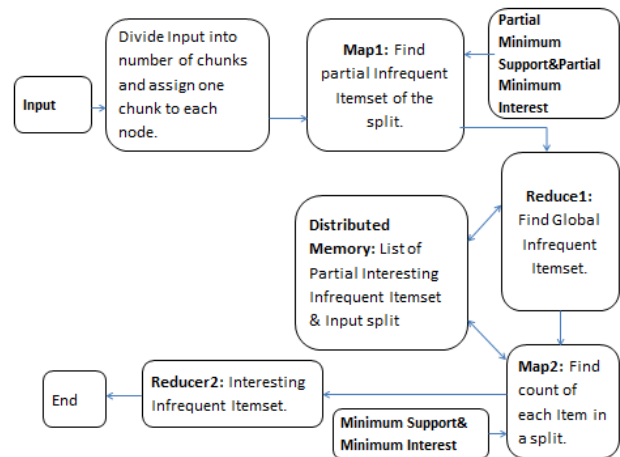 Input
Divide Input into
number of chunks
and assign one
chunk to each
node.
Map1: Find
partial Infrequent
Itemset of the
split.
Partial
Minimum
Support&Partial
Minimum
Interest
Reduce1:
Find Global
Infrequent
Itemset.
Distributed
Memory: List of
Partial Interesting
Infrequent Itemset
& Input split
Map2: Find
count of
each Item in
a split.
Minimum Support&
Minimum Interest
Reducer2: Interesting
Infrequent Itemset.
End